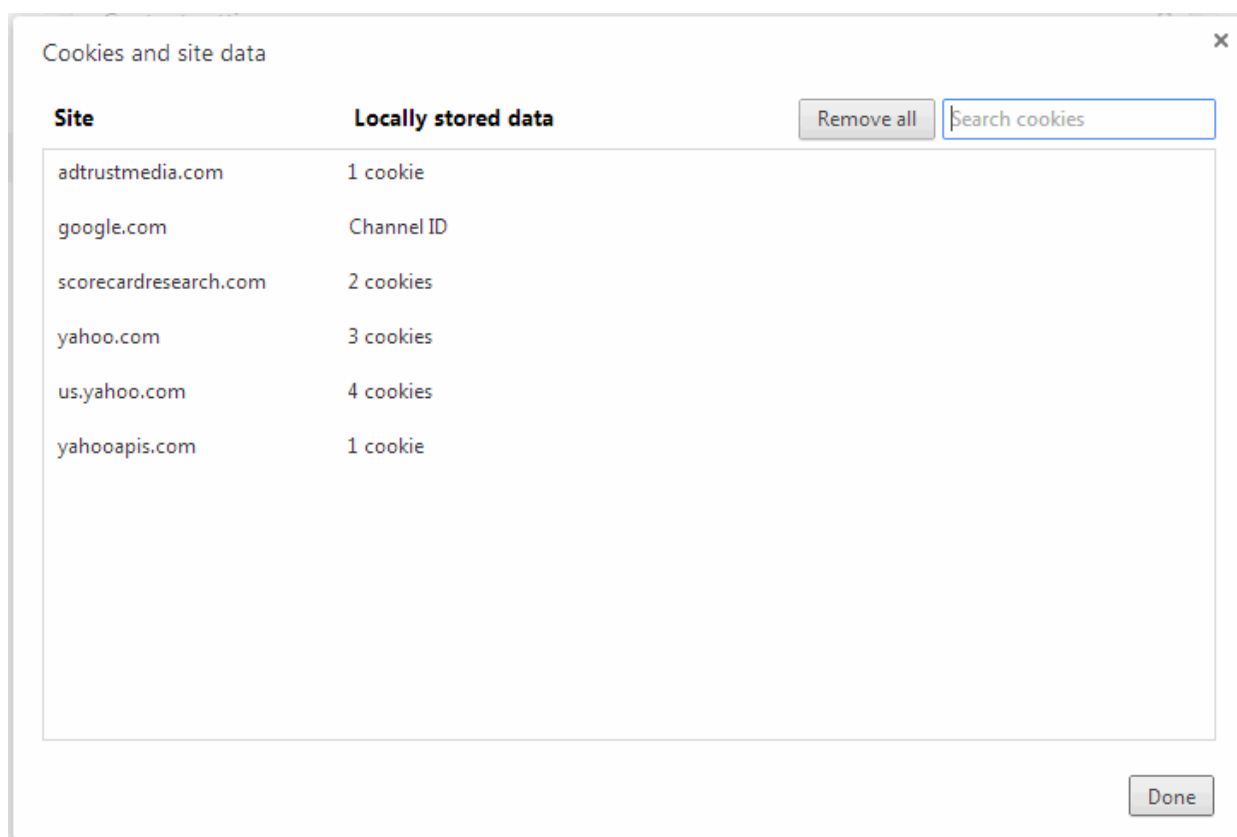 Cookies and site data
Site Locally stored data Remove all Search cookies
adtrustmedia.com 1 cookie
google.com Channel ID
scorecardresearch.com 2 cookies
yahoo.com 3 cookies
us.yahoo.com 4 cookies
yahooapis.com 1 cookie
Done